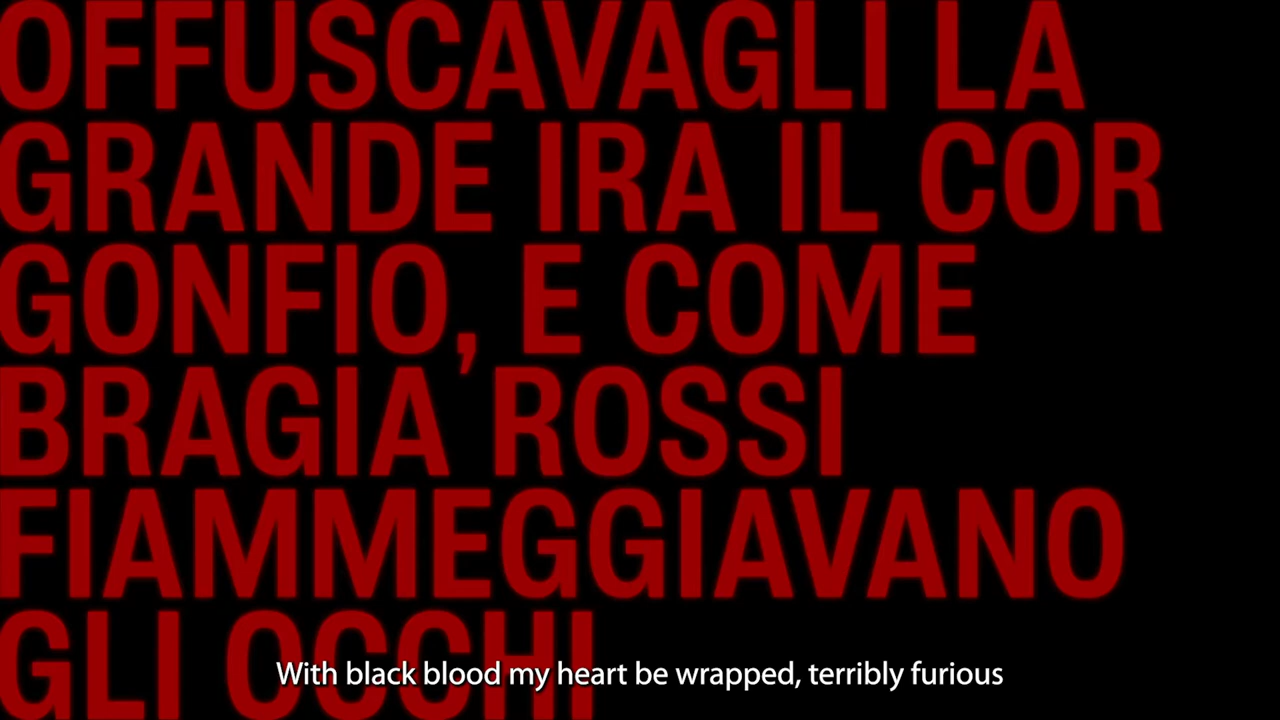 OFFUSCAVAGLI LA
GRANDE IRA IL COR
GONFIO, E COME
BRAGIA ROSSI
FIAMMEGGIAVANO
GLI OCCHI
With black blood my heart be wrapped, terribly furious